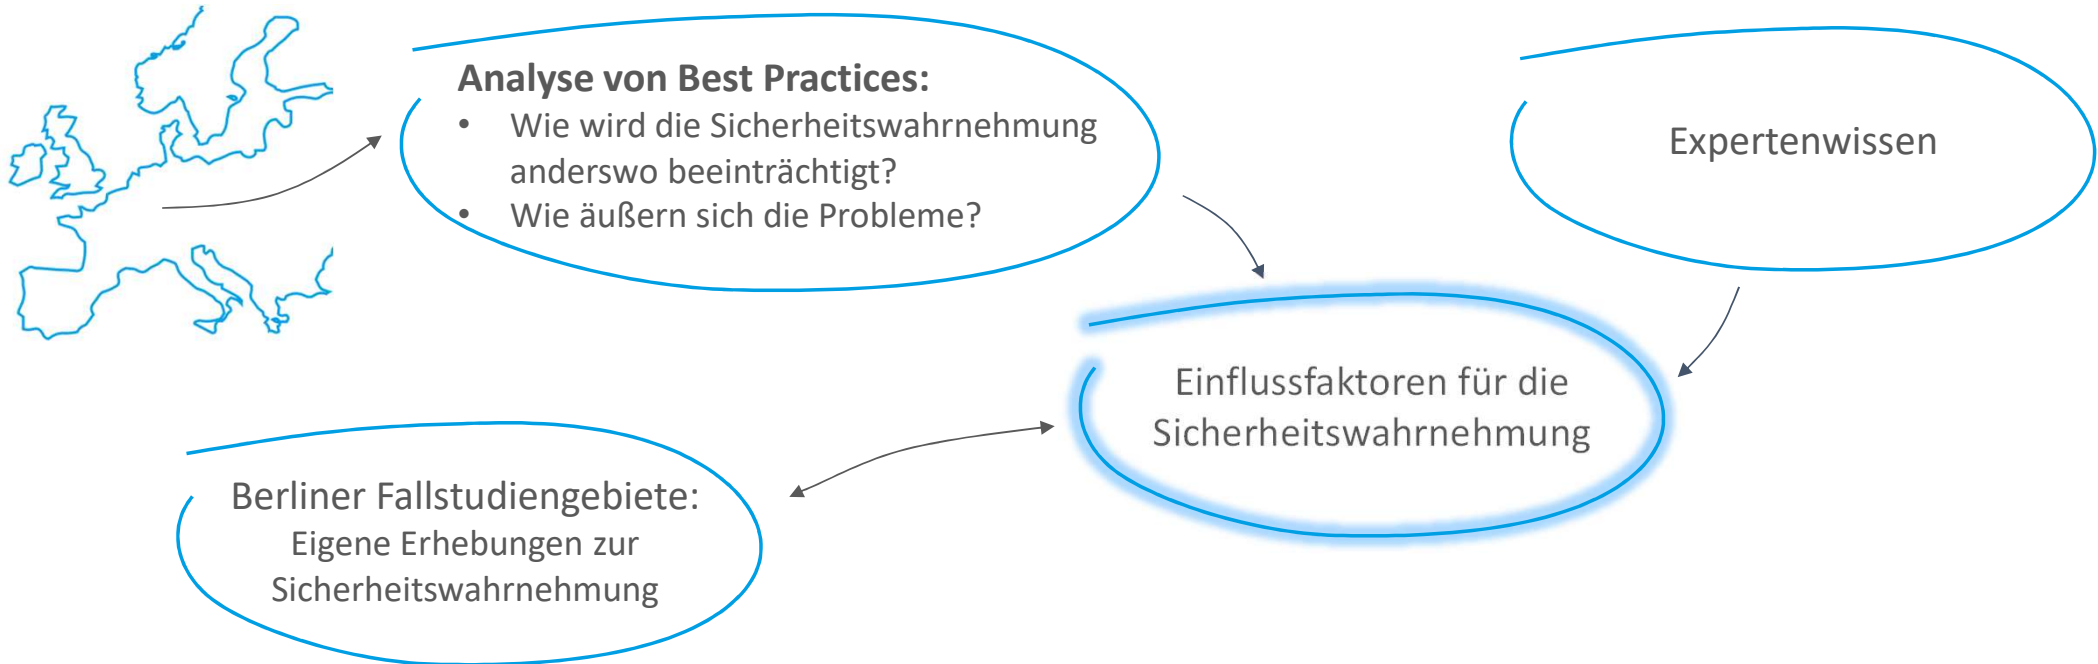 Analyse von Best Practices:
• Wie wird die Sicherheitswahrnehmung
anderswo beeinträchtigt?
• Wie äußern sich die Probleme?
Expertenwissen
Einflussfaktoren für die
Sicherheitswahrnehmung
Berliner Fallstudiengebiete:
Eigene Erhebungen zur
Sicherheitswahrnehmung